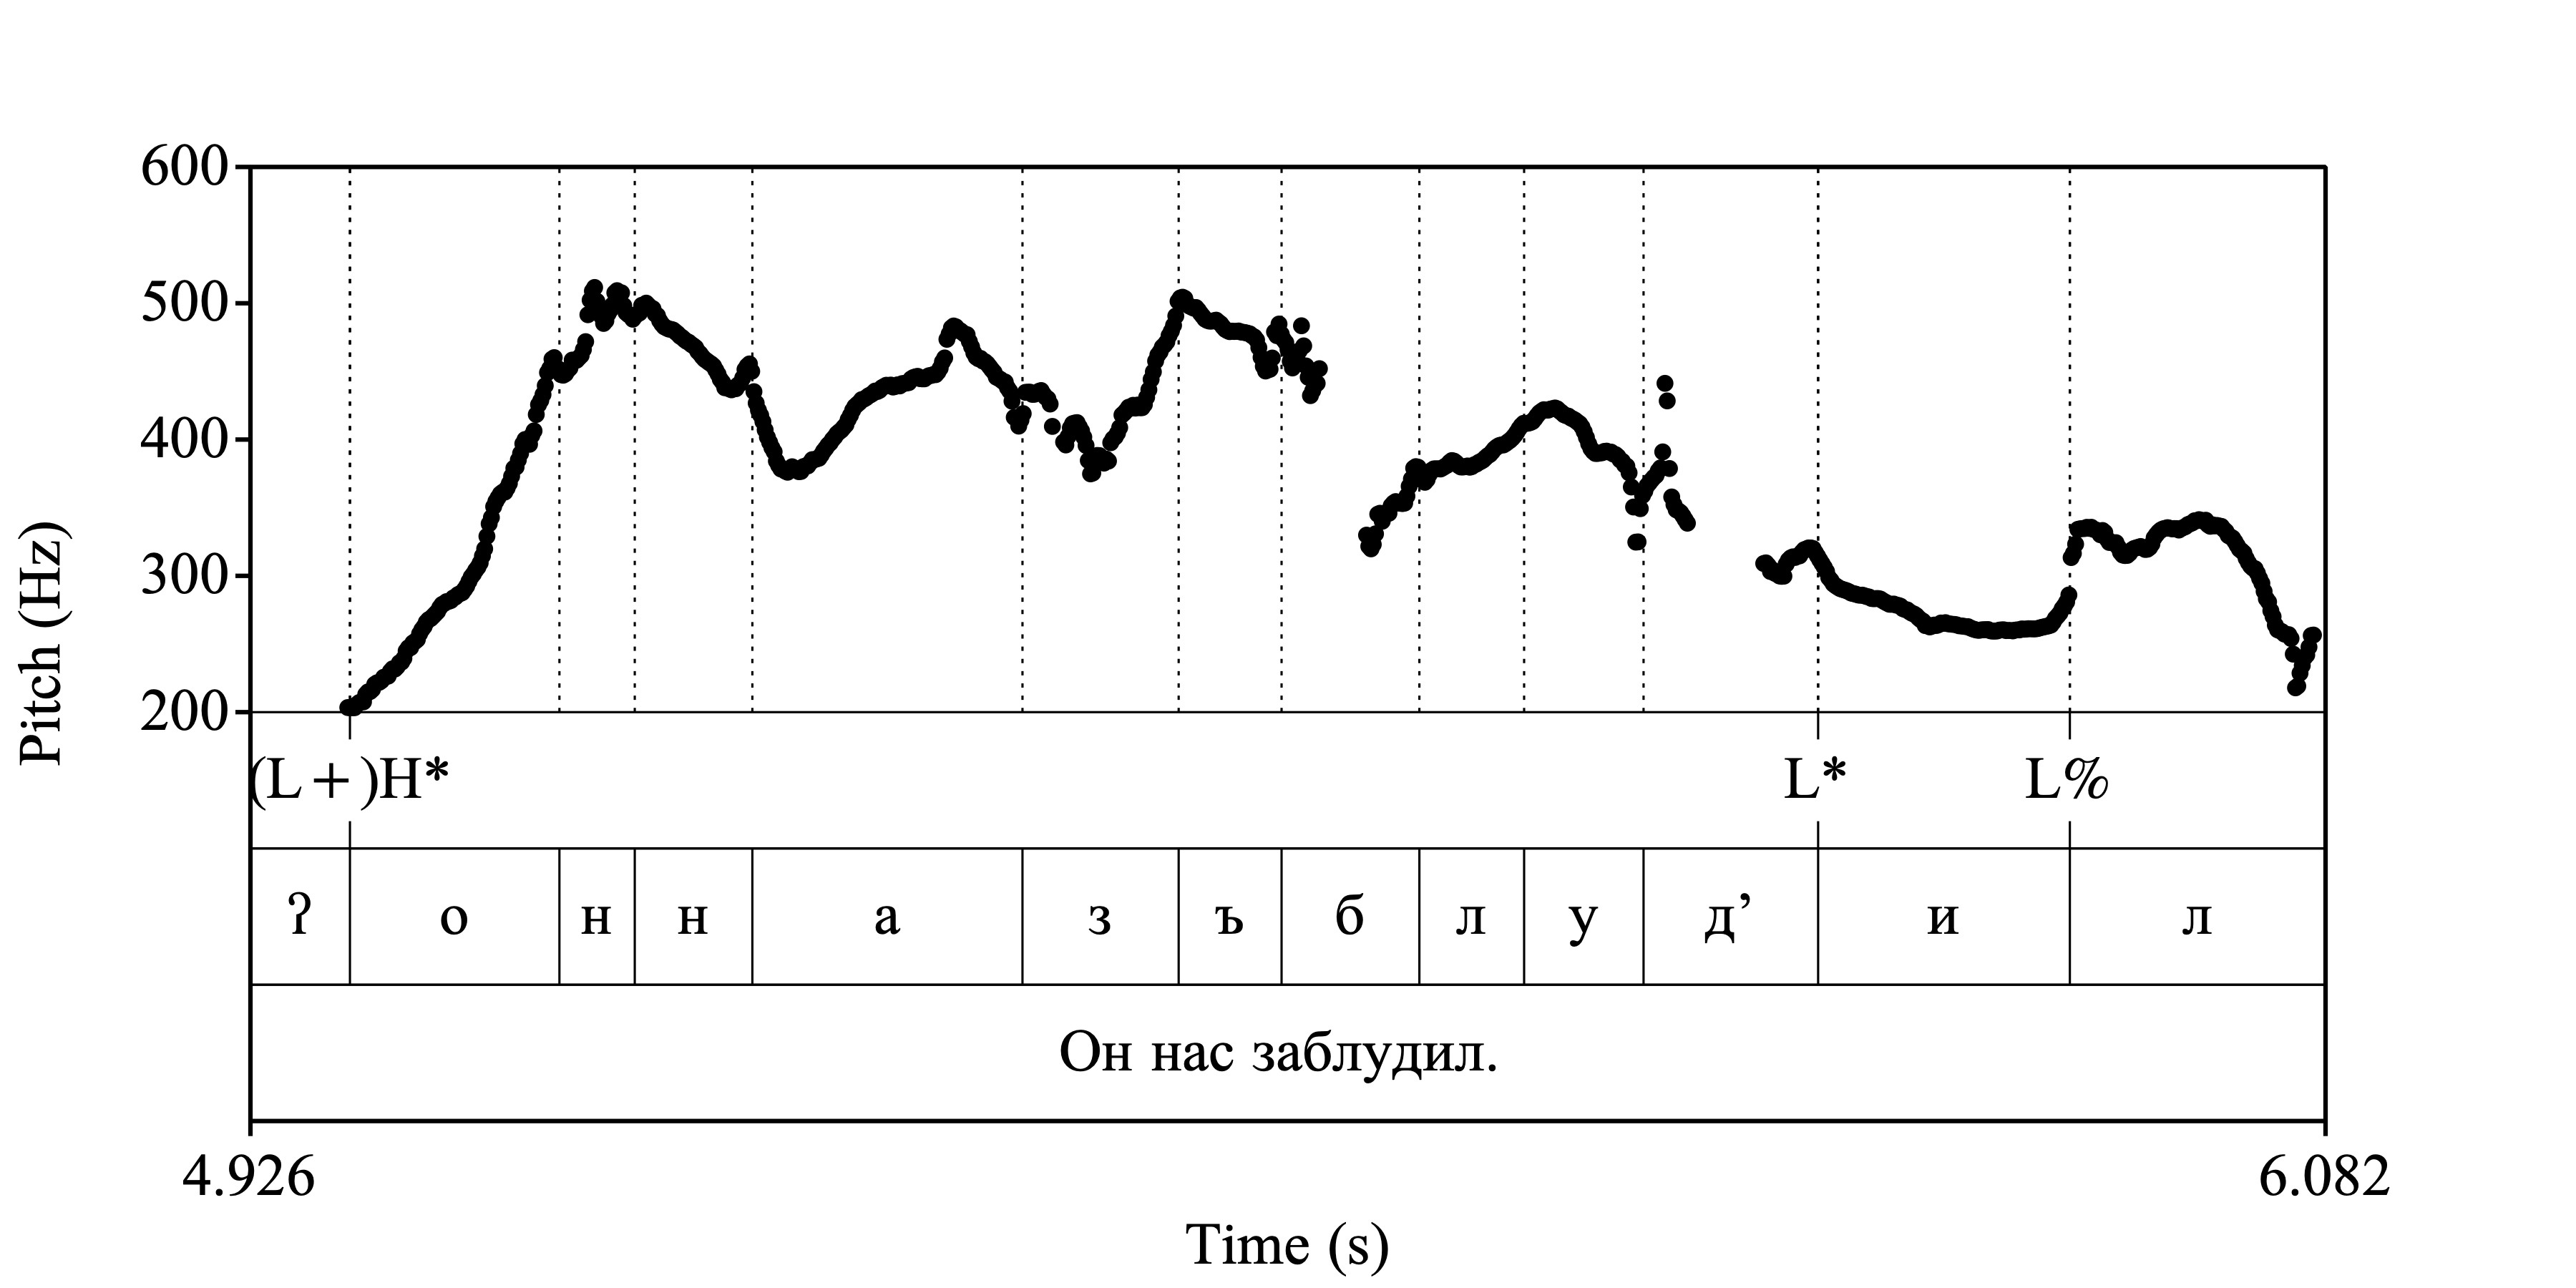 600
500
400
300
200
Pitch (Hz)
(L+)H* L* L%
ʔ о н н а з ъ б л у д’ и л
Он нас заблудил.
4.926 6.082
Time (s)